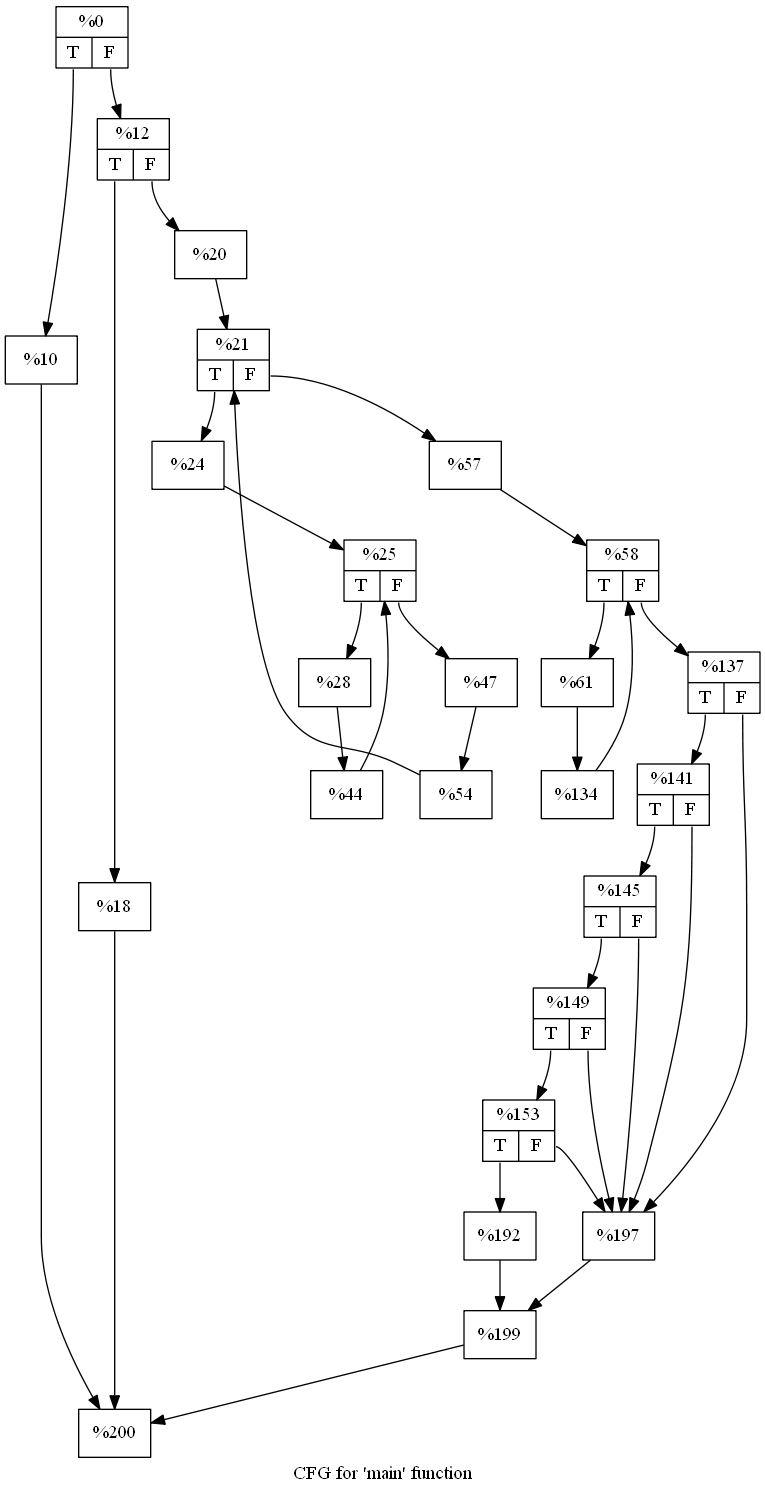 %0
T F
%12
T F
%20
%21
T F
%10
%24
%57
%25
T F
%58
T F
%28
%47
%61
%137
T F
%44
%54
%134
%141
T F
%18
%145
T F
%149
T F
%153
T F
%192
%197
%199
%200
CFG for 'main' function